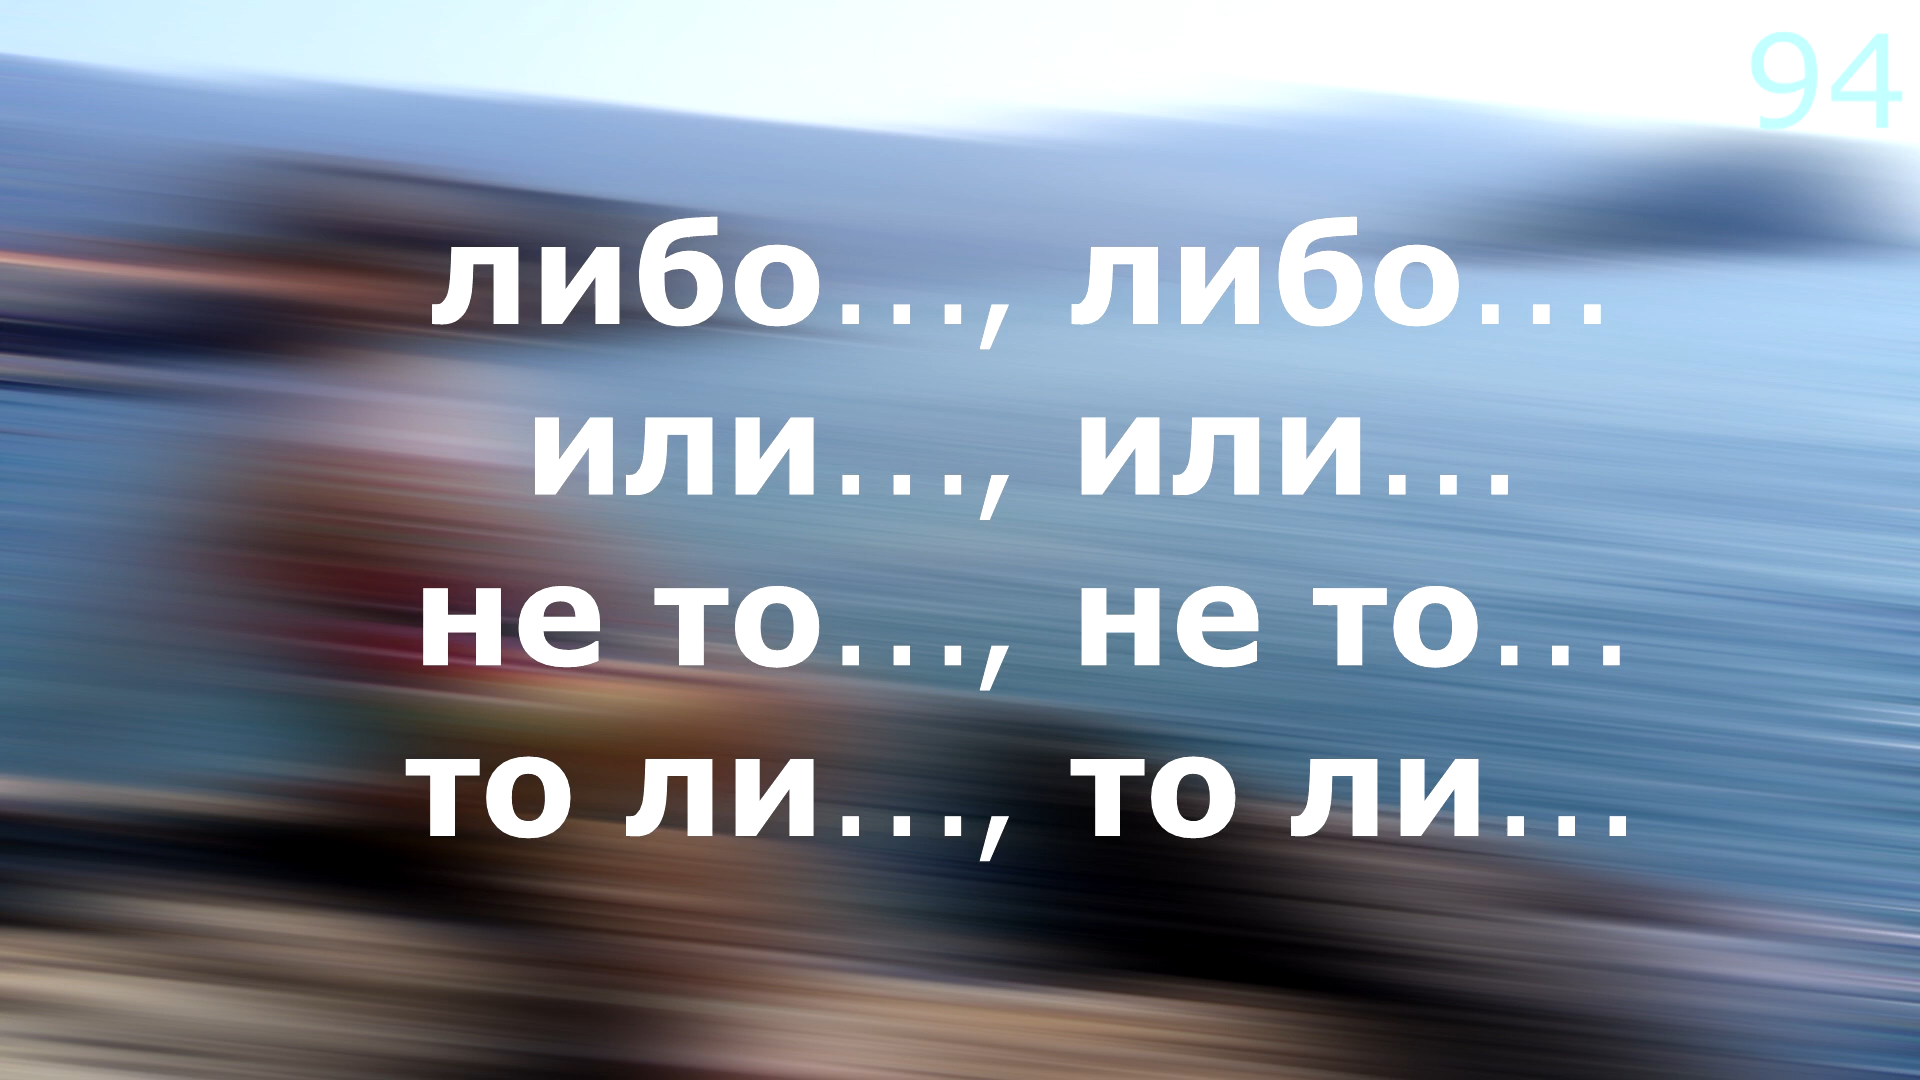 94
либо…, либо…
или…, или…
не то…, не то…
то ли…, то ли…